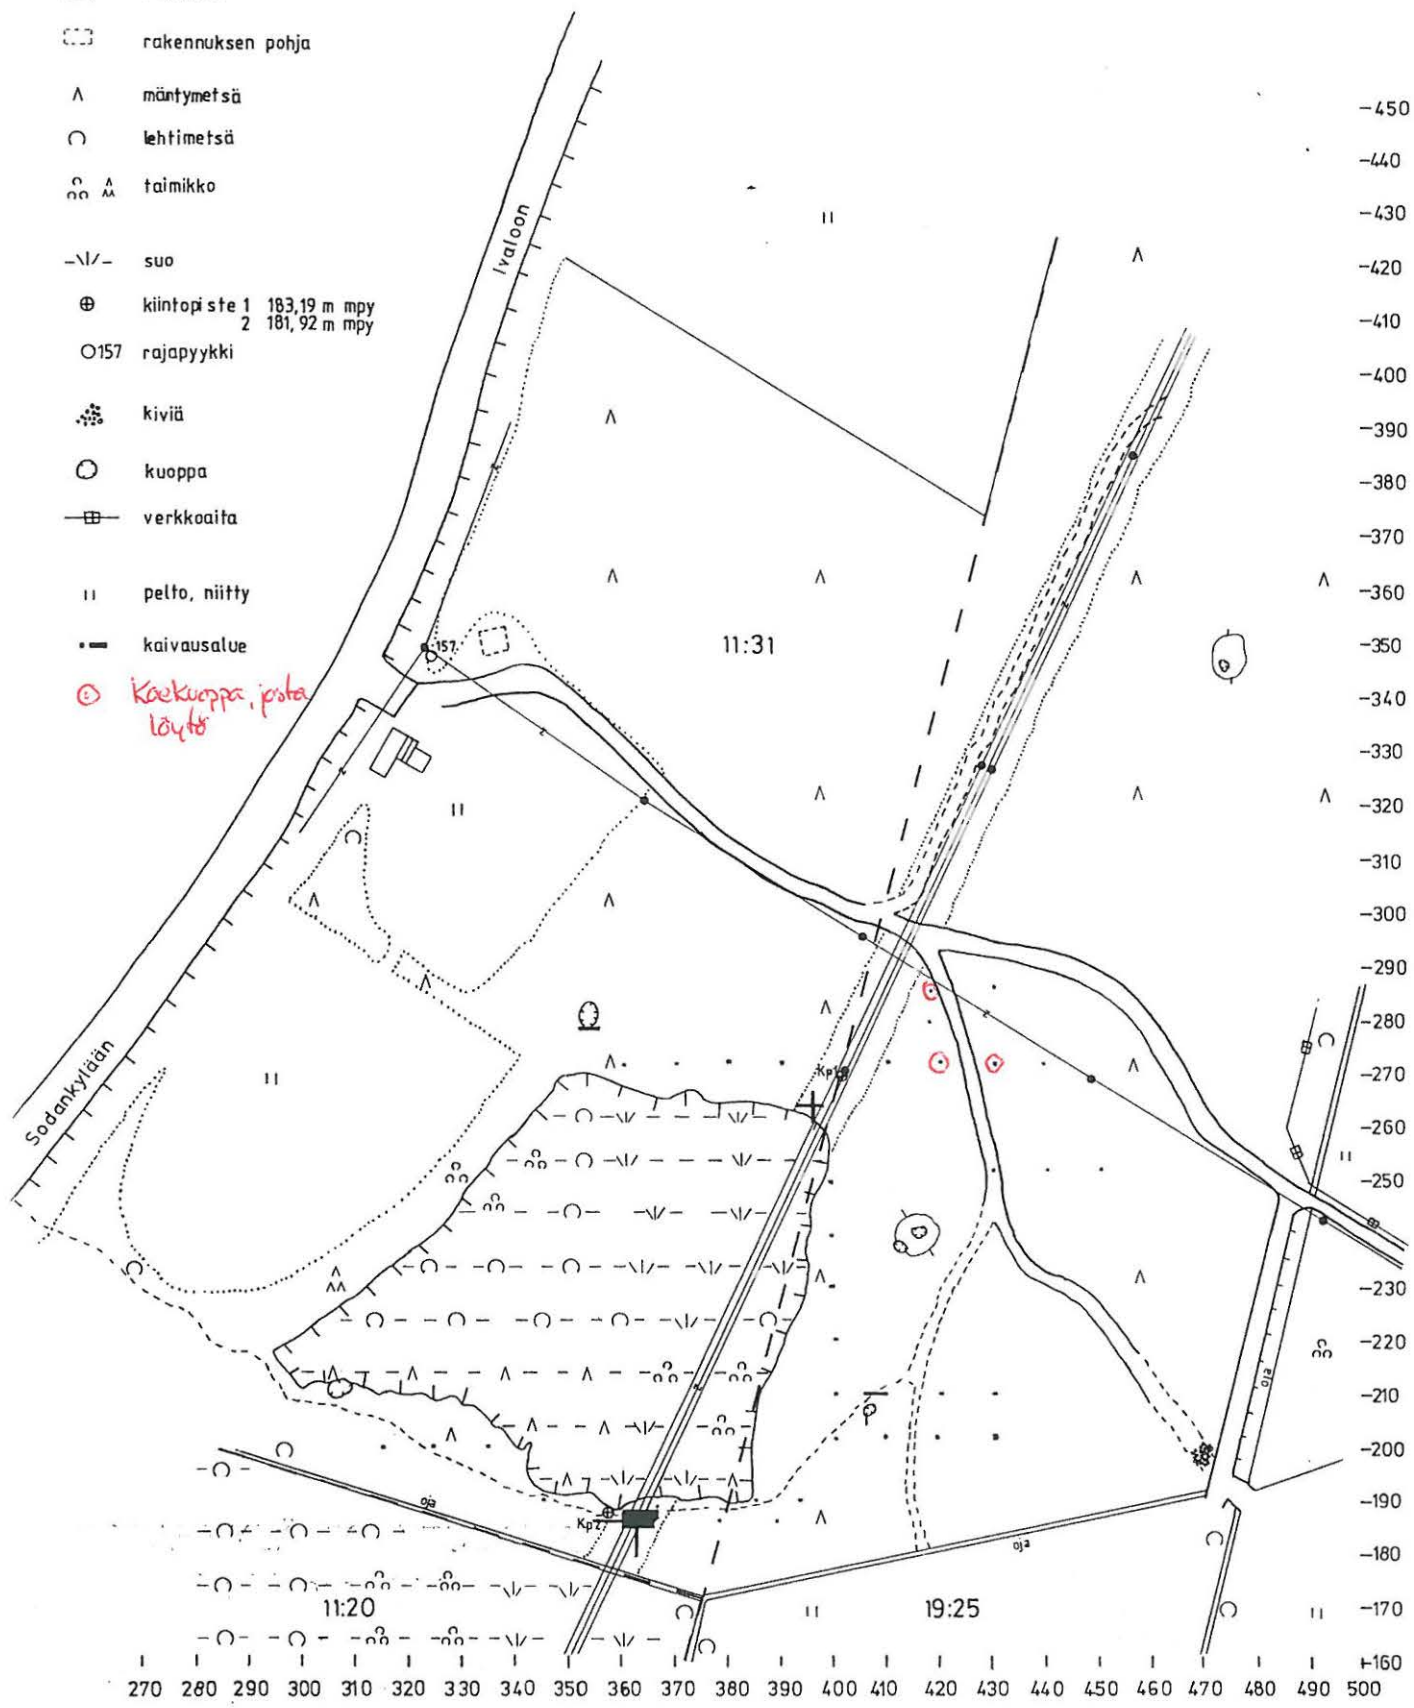 rakennuksen pohja
mäntymetsä
lehtimetsä
taimikko
suo
kiintopiste 1 183,19 m mpy
2 181,92 m mpy
157 rajapyykki
kiviä
kuoppa
verkkoaita
pelto, niitty
kaivausalue
Koekuoppa, josta
löytö
Ivaloon
Sodankylään
157
11:31
Kp1
Kp2
oja
oja
oja
11:20
19:25
-450
-440
-430
-420
-410
-400
-390
-380
-370
-360
-350
-340
-330
-320
-310
-300
-290
-280
-270
-260
-250
-230
-220
-210
-200
-190
-180
-170
+160
270 280 290 300 310 320 330 340 350 360 370 380 390 400 410 420 430 440 450 460 470 480 490 500